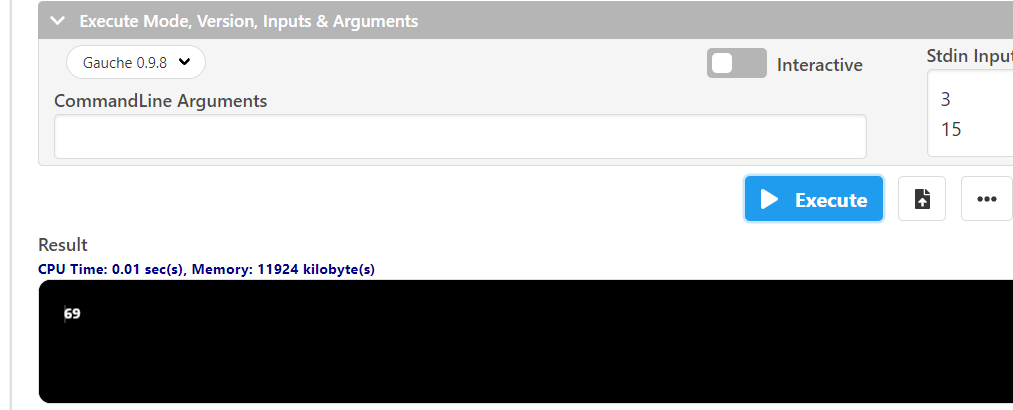 Execute Mode, Version, Inputs & Arguments
Gauche 0.9.8
Interactive
Stdin Input
CommandLine Arguments
3
15
Execute
Result
CPU Time: 0.01 sec(s), Memory: 11924 kilobyte(s)
69